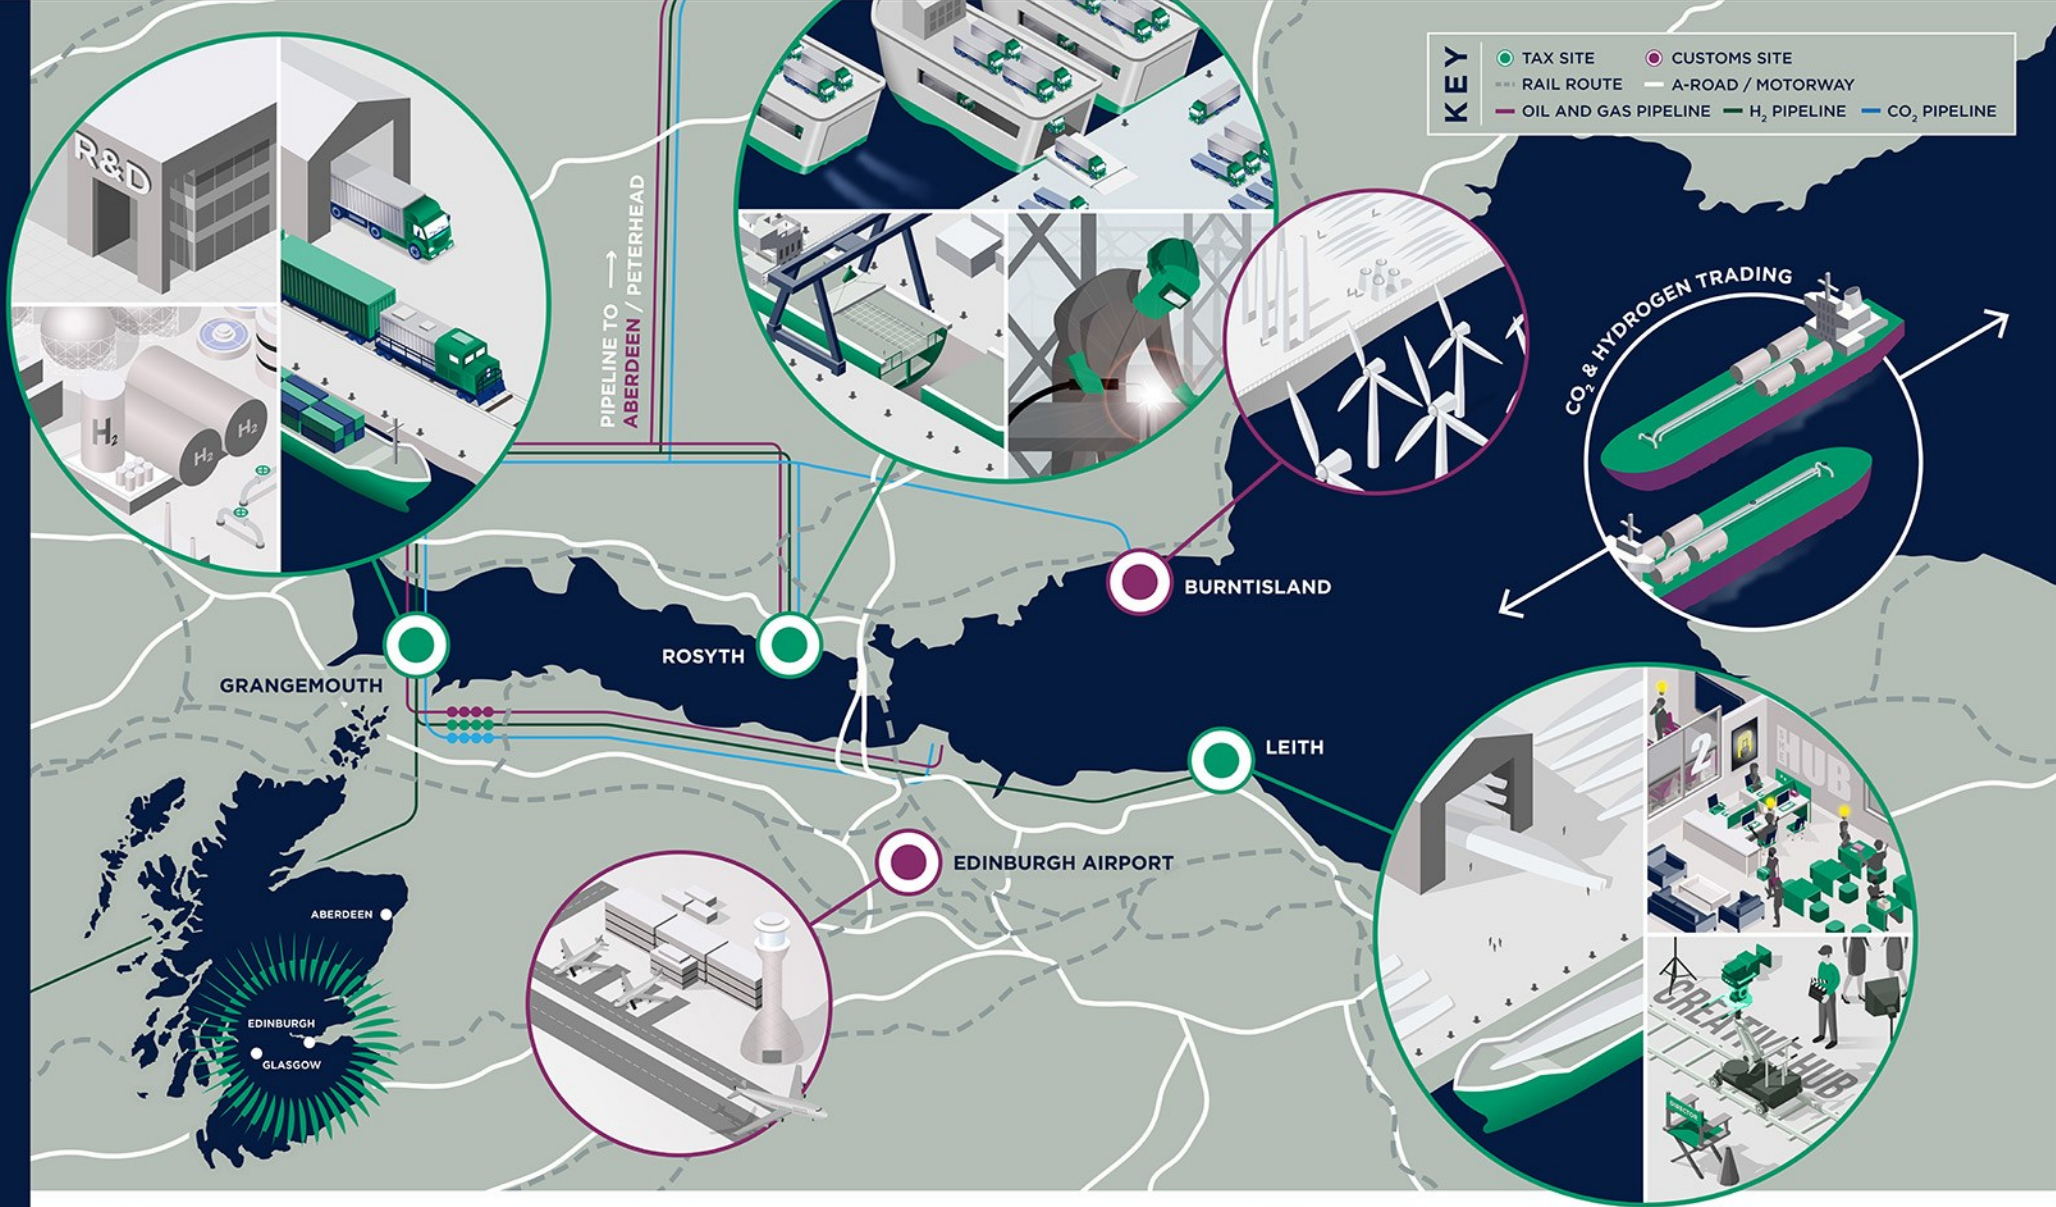 KEY
TAX SITE
CUSTOMS SITE
RAIL ROUTE
A-ROAD / MOTORWAY
OIL AND GAS PIPELINE
H₂ PIPELINE
CO₂ PIPELINE
R&D
H₂
H₂
H₂
PIPELINE TO →
ABERDEEN / PETERHEAD
CO₂ & HYDROGEN TRADING
BURNTISLAND
ROSYTH
GRANGEMOUTH
LEITH
EDINBURGH AIRPORT
ABERDEEN
EDINBURGH
GLASGOW
2
HUB
CREATIVE HUB
DIRECTOR